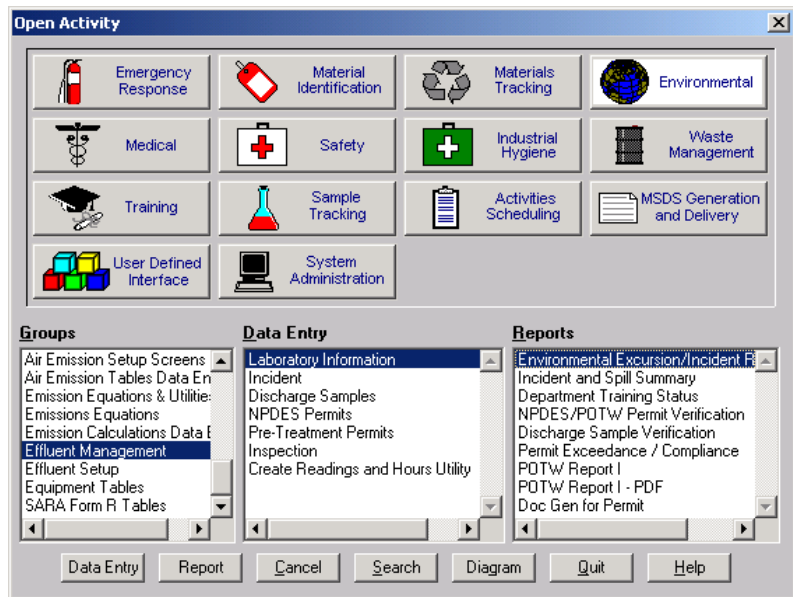 Open Activity
Emergency
Response
Material
Identification
Materials
Tracking
Environmental
Medical
Safety
Industrial
Hygiene
Waste
Management
Training
Sample
Tracking
Activities
Scheduling
MSDS Generation
and Delivery
User Defined
Interface
System
Administration
Groups
Air Emission Setup Screens
Air Emission Tables Data En
Emission Equations & Utilitie
Emissions Equations
Emission Calculations Data E
Effluent Management
Effluent Setup
Equipment Tables
SARA Form R Tables
Data Entry
Laboratory Information
Incident
Discharge Samples
NPDES Permits
Pre-Treatment Permits
Inspection
Create Readings and Hours Utility
Reports
Environmental Excursion/Incident R
Incident and Spill Summary
Department Training Status
NPDES/POTW Permit Verification
Discharge Sample Verification
Permit Exceedance / Compliance
POTW Report I
POTW Report I - PDF
Doc Gen for Permit
Data Entry
Report
Cancel
Search
Diagram
Quit
Help